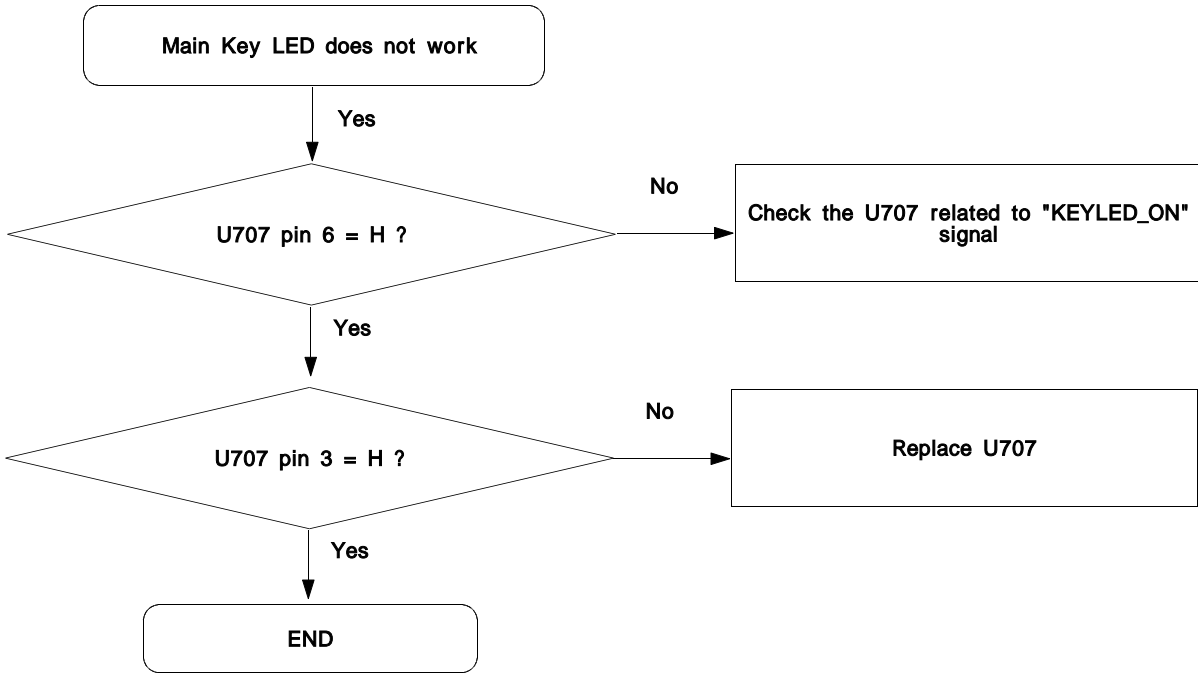 Main Key LED does not work
Yes
U707 pin 6 = H ?
No
Check the U707 related to "KEYLED_ON"
signal
Yes
U707 pin 3 = H ?
No
Replace U707
Yes
END